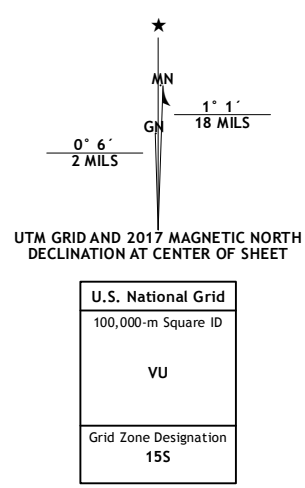 MN
1° 1´
18 MILS
GN
0° 6´
2 MILS
UTM GRID AND 2017 MAGNETIC NORTH
DECLINATION AT CENTER OF SHEET
U.S. National Grid
100,000-m Square ID
VU
Grid Zone Designation
15S